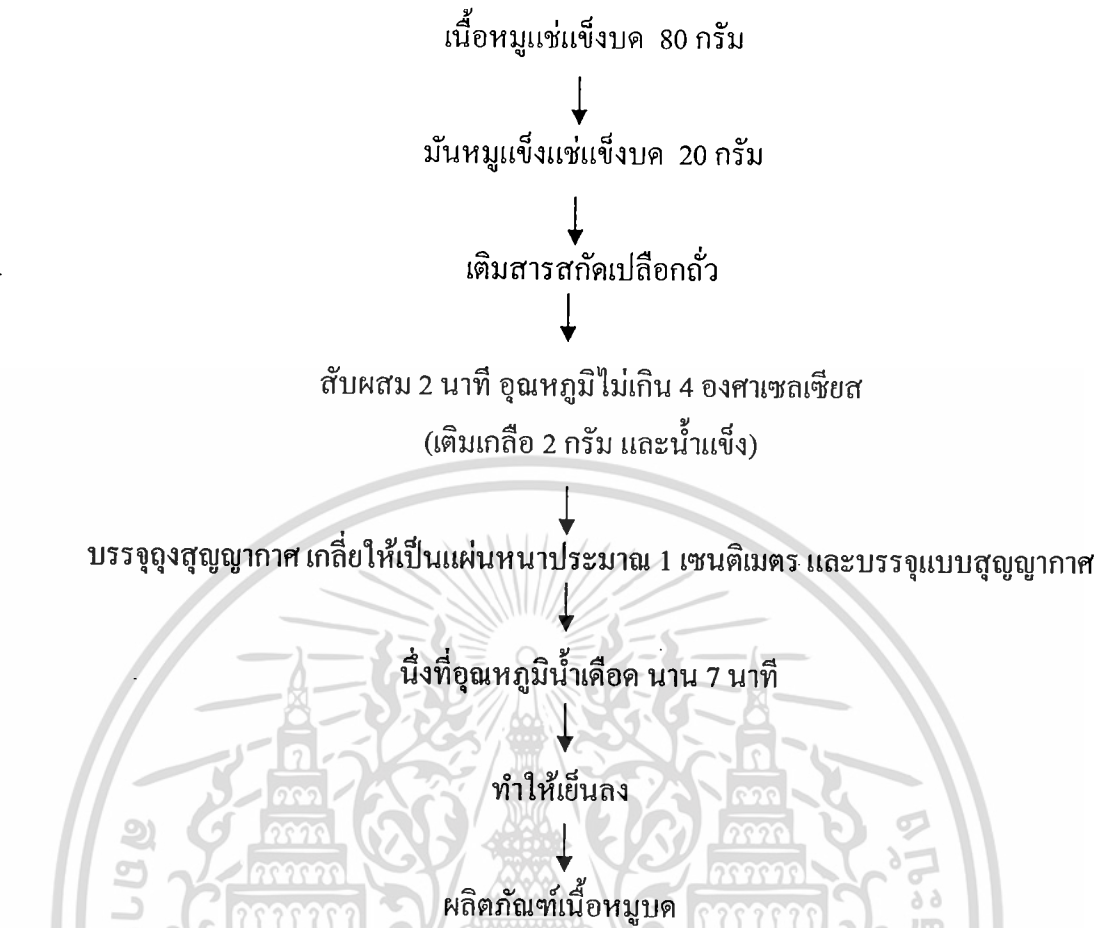 เนื้อหมูแช่แข็งบด 80 กรัม
มันหมูแข็งแช่แข็งบด 20 กรัม
เติมสารสกัดเปลือกถั่ว
สับผสม 2 นาที อุณหภูมิไม่เกิน 4 องศาเซลเซียส
(เติมเกลือ 2 กรัม และน้ำแข็ง)
บรรจุถุงสุญญากาศ เกลี่ยให้เป็นแผ่นหนาประมาณ 1 เซนติเมตร และบรรจุแบบสุญญากาศ
นึ่งที่อุณหภูมิน้ำเดือด นาน 7 นาที
ทำให้เย็นลง
ผลิตภัณฑ์เนื้อหมูบด